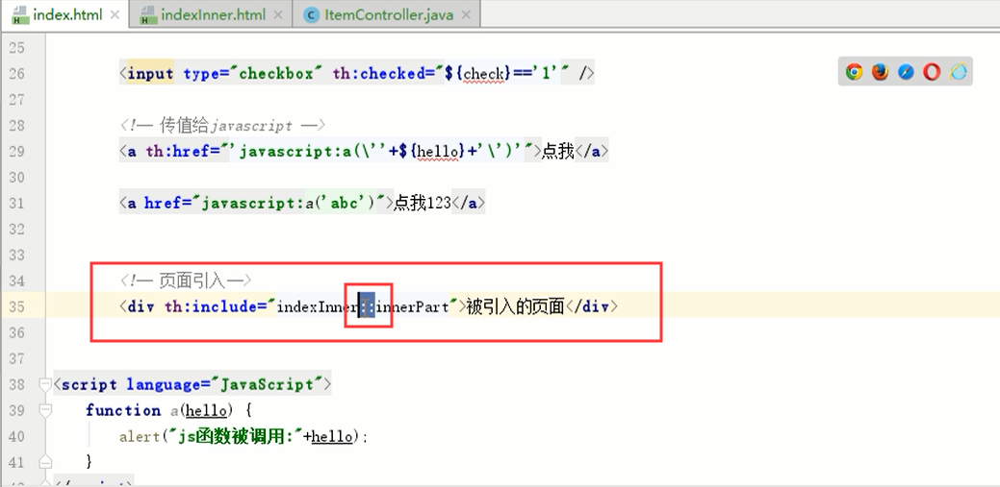 index.html × indexInner.html × ItemController.java ×
25
26 <input type="checkbox" th:checked="${check}=='1'" />
27
28 <!— 传值给javascript —>
29 <a th:href="'javascript:a(\''+${hello}+'\')'">点我</a>
30
31 <a href="javascript:a('abc')">点我123</a>
32
33
34 <!— 页面引入—>
35 <div th:include="indexInner::innerPart">被引入的页面</div>
36
37
38 <script language="JavaScript">
39 function a(hello) {
40 alert("js函数被调用:"+hello);
41 }